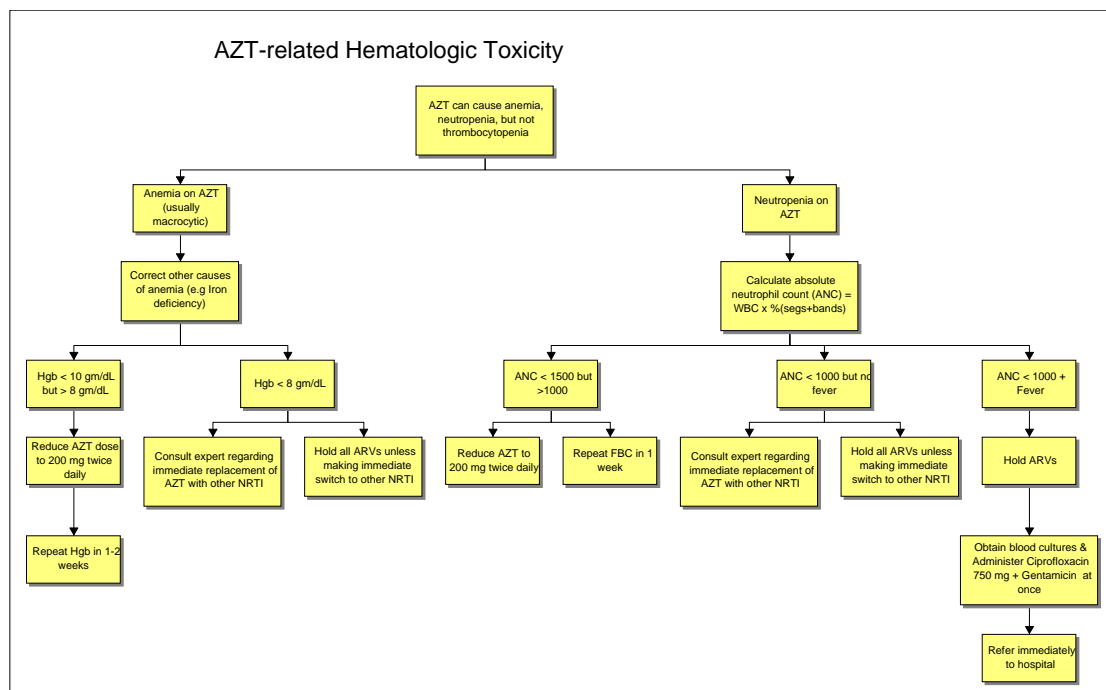 AZT-related Hematologic Toxicity
AZT can cause anemia,
neutropenia, but not
thrombocytopenia
Anemia on AZT
(usually
macrocytic)
Neutropenia on
AZT
Correct other causes
of anemia (e.g Iron
deficiency)
Calculate absolute
neutrophil count (ANC) =
WBC x %(segs+bands)
Hgb < 10 gm/dL
but > 8 gm/dL
Hgb < 8 gm/dL
ANC < 1500 but
>1000
ANC < 1000 but no
fever
ANC < 1000 +
Fever
Reduce AZT dose
to 200 mg twice
daily
Consult expert regarding
immediate replacement of
AZT with other NRTI
Hold all ARVs unless
making immediate
switch to other NRTI
Reduce AZT to
200 mg twice daily
Repeat FBC in 1
week
Consult expert regarding
immediate replacement of
AZT with other NRTI
Hold all ARVs unless
making immediate
switch to other NRTI
Hold ARVs
Repeat Hgb in 1-2
weeks
Obtain blood cultures &
Administer Ciprofloxacin
750 mg + Gentamicin at
once
Refer immediately
to hospital